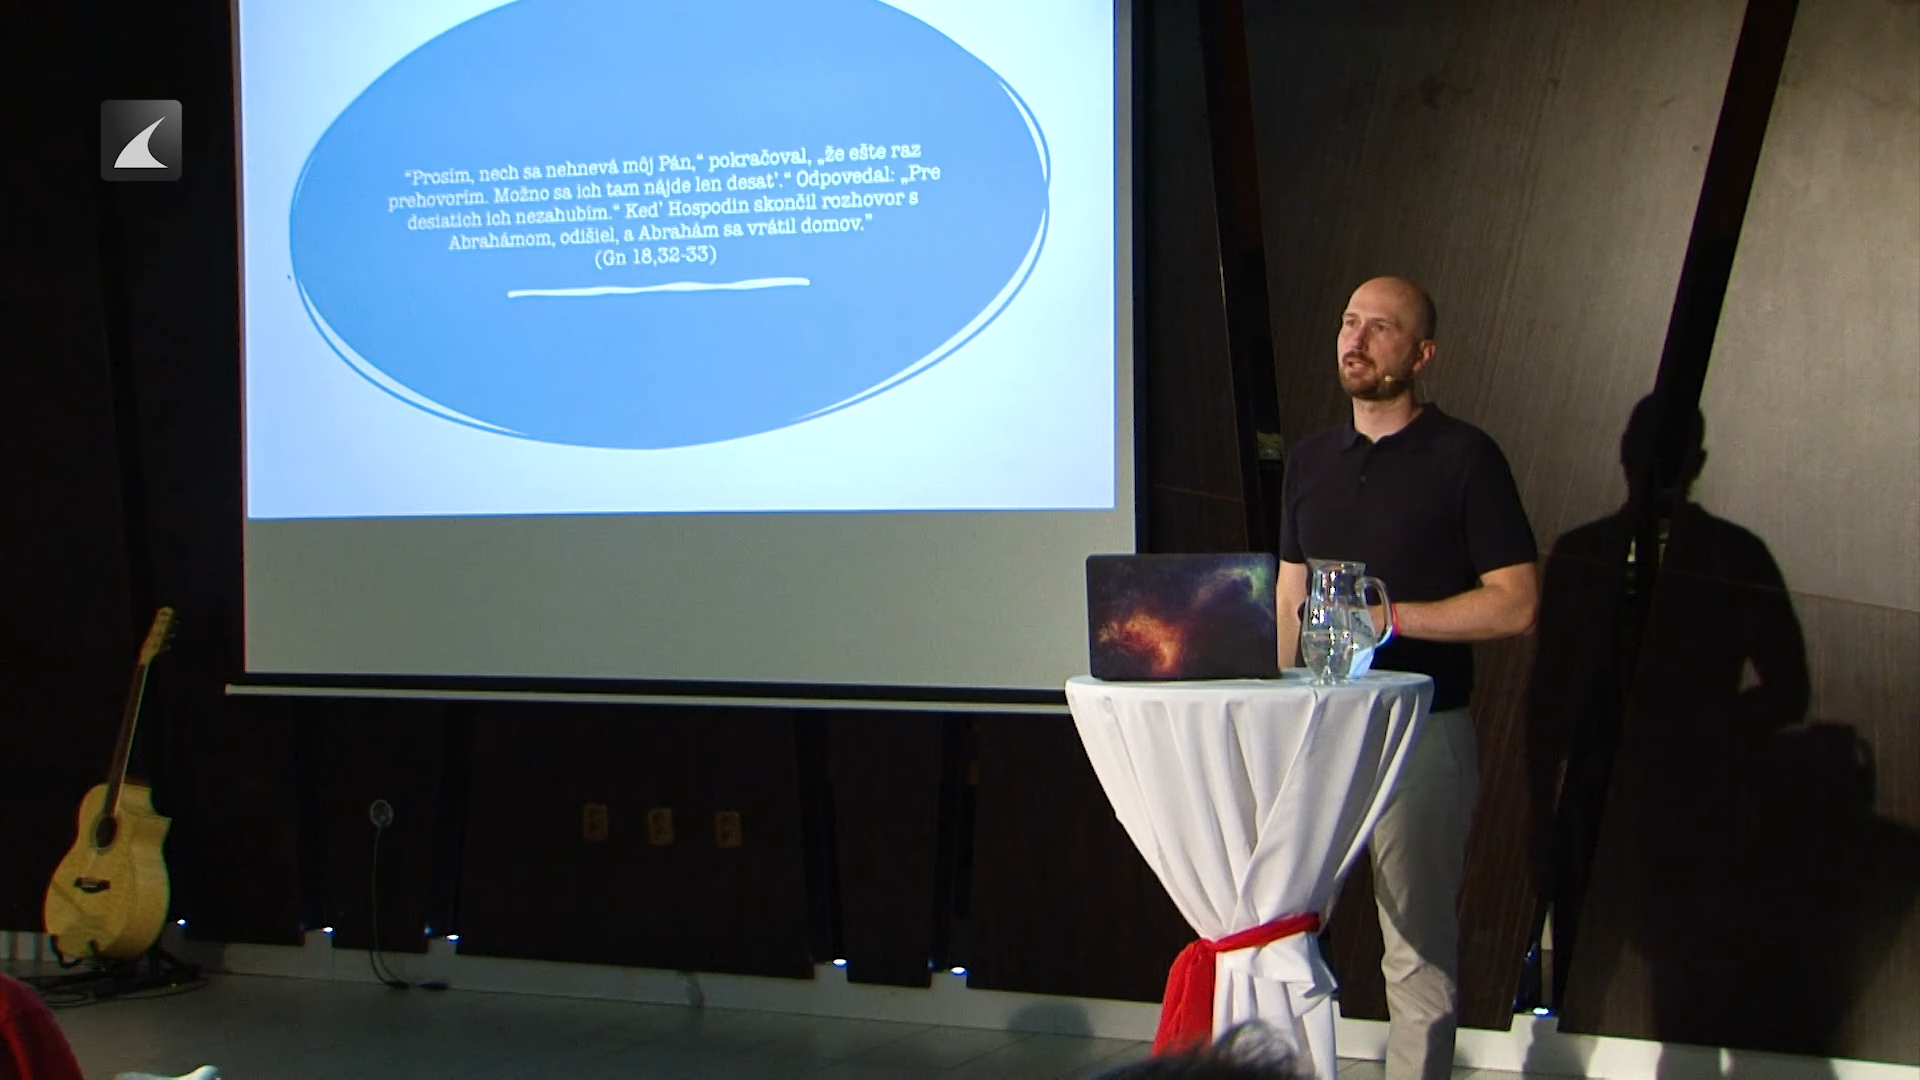 “Prosím, nech sa nehnevá môj Pán,“ pokračoval, „že ešte raz
prehovorím. Možno sa ich tam nájde len desať.“ Odpovedal: „Pre
desiatich ich nezahubím.“ Keď Hospodin skončil rozhovor s
Abrahámom, odišiel, a Abrahám sa vrátil domov.”
(Gn 18,32-33)